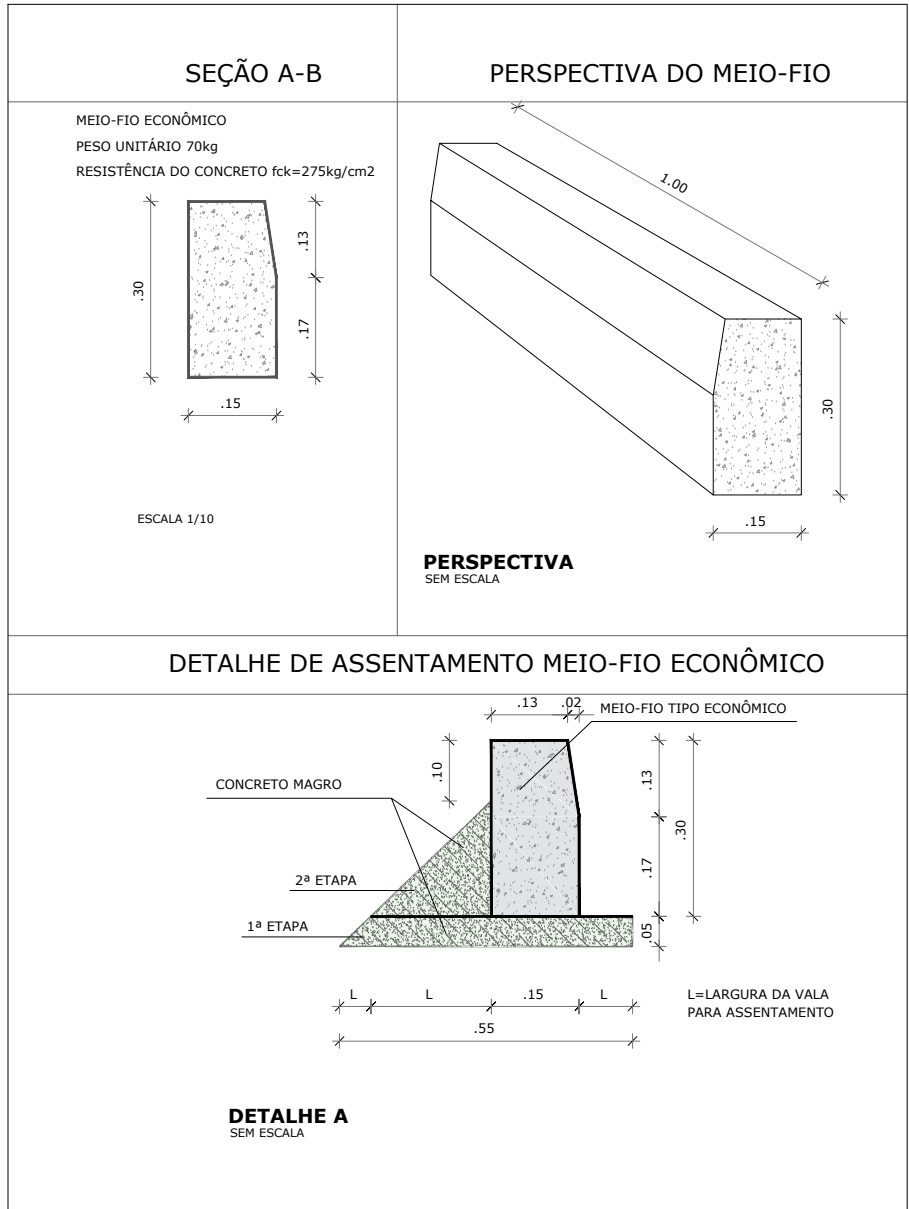 SEÇÃO A-B
PERSPECTIVA DO MEIO-FIO
MEIO-FIO ECONÔMICO
PESO UNITÁRIO 70kg
RESISTÊNCIA DO CONCRETO fck=275kg/cm2
.30
.13
.17
.15
ESCALA 1/10
1.00
.30
.15
PERSPECTIVA
SEM ESCALA
DETALHE DE ASSENTAMENTO MEIO-FIO ECONÔMICO
.13 .02
MEIO-FIO TIPO ECONÔMICO
.10
CONCRETO MAGRO
.13
.30
.17
2ª ETAPA
1ª ETAPA
.05
L L .15 L
.55
L=LARGURA DA VALA
PARA ASSENTAMENTO
DETALHE A
SEM ESCALA